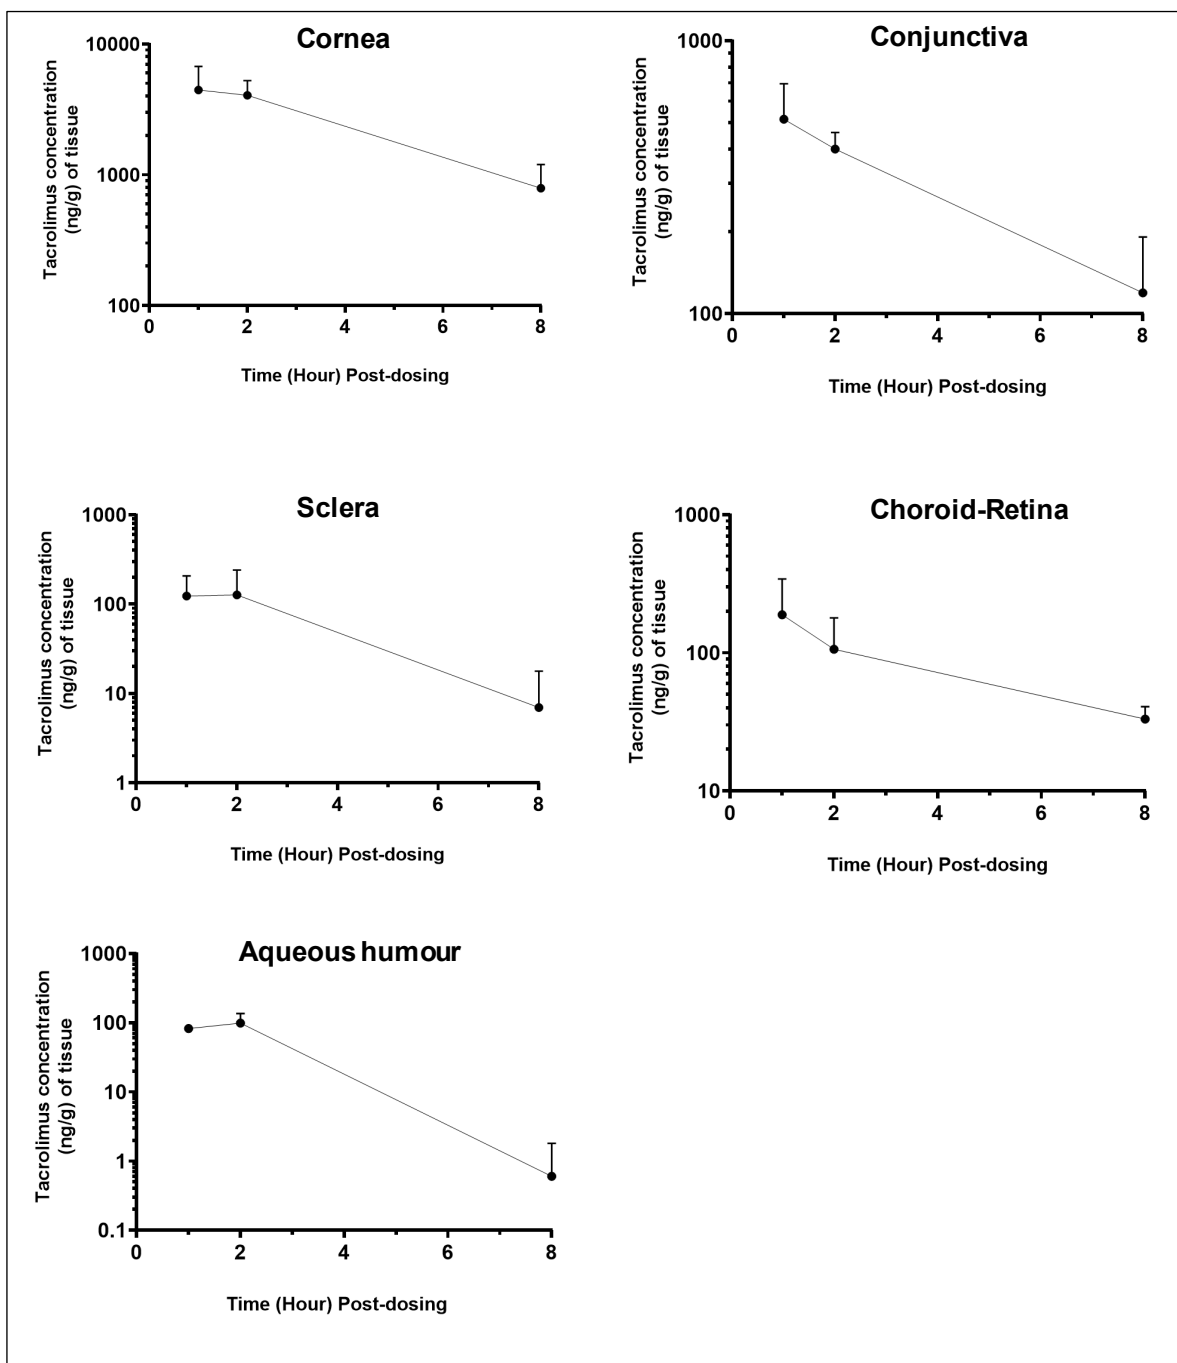 Cornea
Tacrolimus concentration
(ng/g) of tissue
10000
1000
100
0
2
4
6
8
Time (Hour) Post-dosing
Conjunctiva
Tacrolimus concentration
(ng/g) of tissue
1000
100
0
2
4
6
8
Time (Hour) Post-dosing
Sclera
Tacrolimus concentration
(ng/g) of tissue
1000
100
10
1
0
2
4
6
8
Time (Hour) Post-dosing
Choroid-Retina
Tacrolimus concentration
(ng/g) of tissue
1000
100
10
0
2
4
6
8
Time (Hour) Post-dosing
Aqueous humour
Tacrolimus concentration
(ng/g) of tissue
1000
100
10
1
0.1
0
2
4
6
8
Time (Hour) Post-dosing